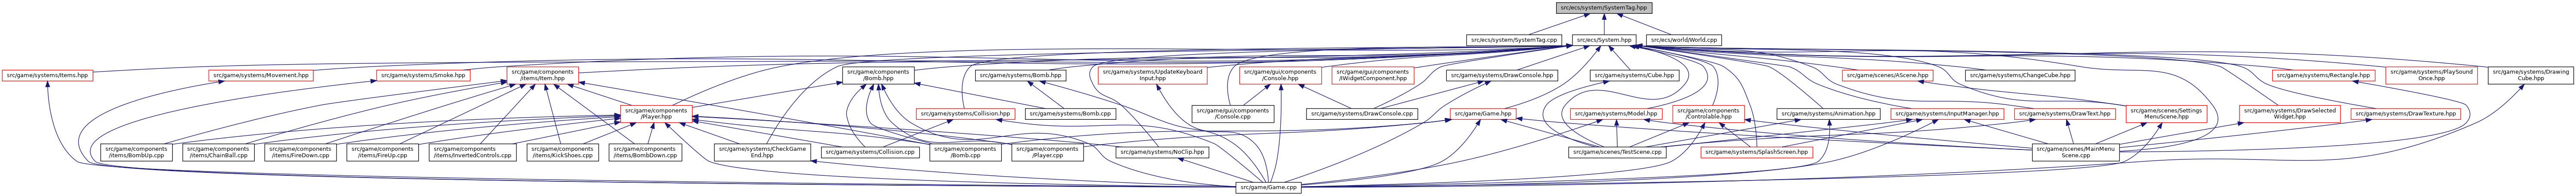 src/ecs/system/SystemTag.hpp
src/ecs/system/SystemTag.cpp
src/ecs/System.hpp
src/ecs/world/World.cpp
src/game/systems/Items.hpp
src/game/systems/Movement.hpp
src/game/systems/Smoke.hpp
src/game/components
/items/Item.hpp
src/game/components
/Bomb.hpp
src/game/systems/Bomb.hpp
src/game/systems/UpdateKeyboard
Input.hpp
src/game/gui/components
/Console.hpp
src/game/gui/components
/IWidgetComponent.hpp
src/game/systems/DrawConsole.hpp
src/game/systems/Cube.hpp
src/game/scenes/AScene.hpp
src/game/systems/ChangeCube.hpp
src/game/systems/Rectangle.hpp
src/game/systems/PlaySound
Once.hpp
src/game/systems/Drawing
Cube.hpp
src/game/components
/Player.hpp
src/game/systems/Collision.hpp
src/game/systems/Bomb.cpp
src/game/gui/components
/Console.cpp
src/game/systems/DrawConsole.cpp
src/game/Game.hpp
src/game/systems/Model.hpp
src/game/components
/Controlable.hpp
src/game/systems/Animation.hpp
src/game/systems/InputManager.hpp
src/game/systems/DrawText.hpp
src/game/scenes/Settings
MenuScene.hpp
src/game/systems/DrawSelected
Widget.hpp
src/game/systems/DrawTexture.hpp
src/game/components
/items/BombUp.cpp
src/game/components
/items/ChainBall.cpp
src/game/components
/items/FireDown.cpp
src/game/components
/items/FireUp.cpp
src/game/components
/items/InvertedControls.cpp
src/game/components
/items/KickShoes.cpp
src/game/components
/items/BombDown.cpp
src/game/systems/CheckGame
End.hpp
src/game/systems/Collision.cpp
src/game/components
/Bomb.cpp
src/game/components
/Player.cpp
src/game/systems/NoClip.hpp
src/game/scenes/TestScene.cpp
src/game/systems/SplashScreen.hpp
src/game/scenes/MainMenu
Scene.cpp
src/game/Game.cpp